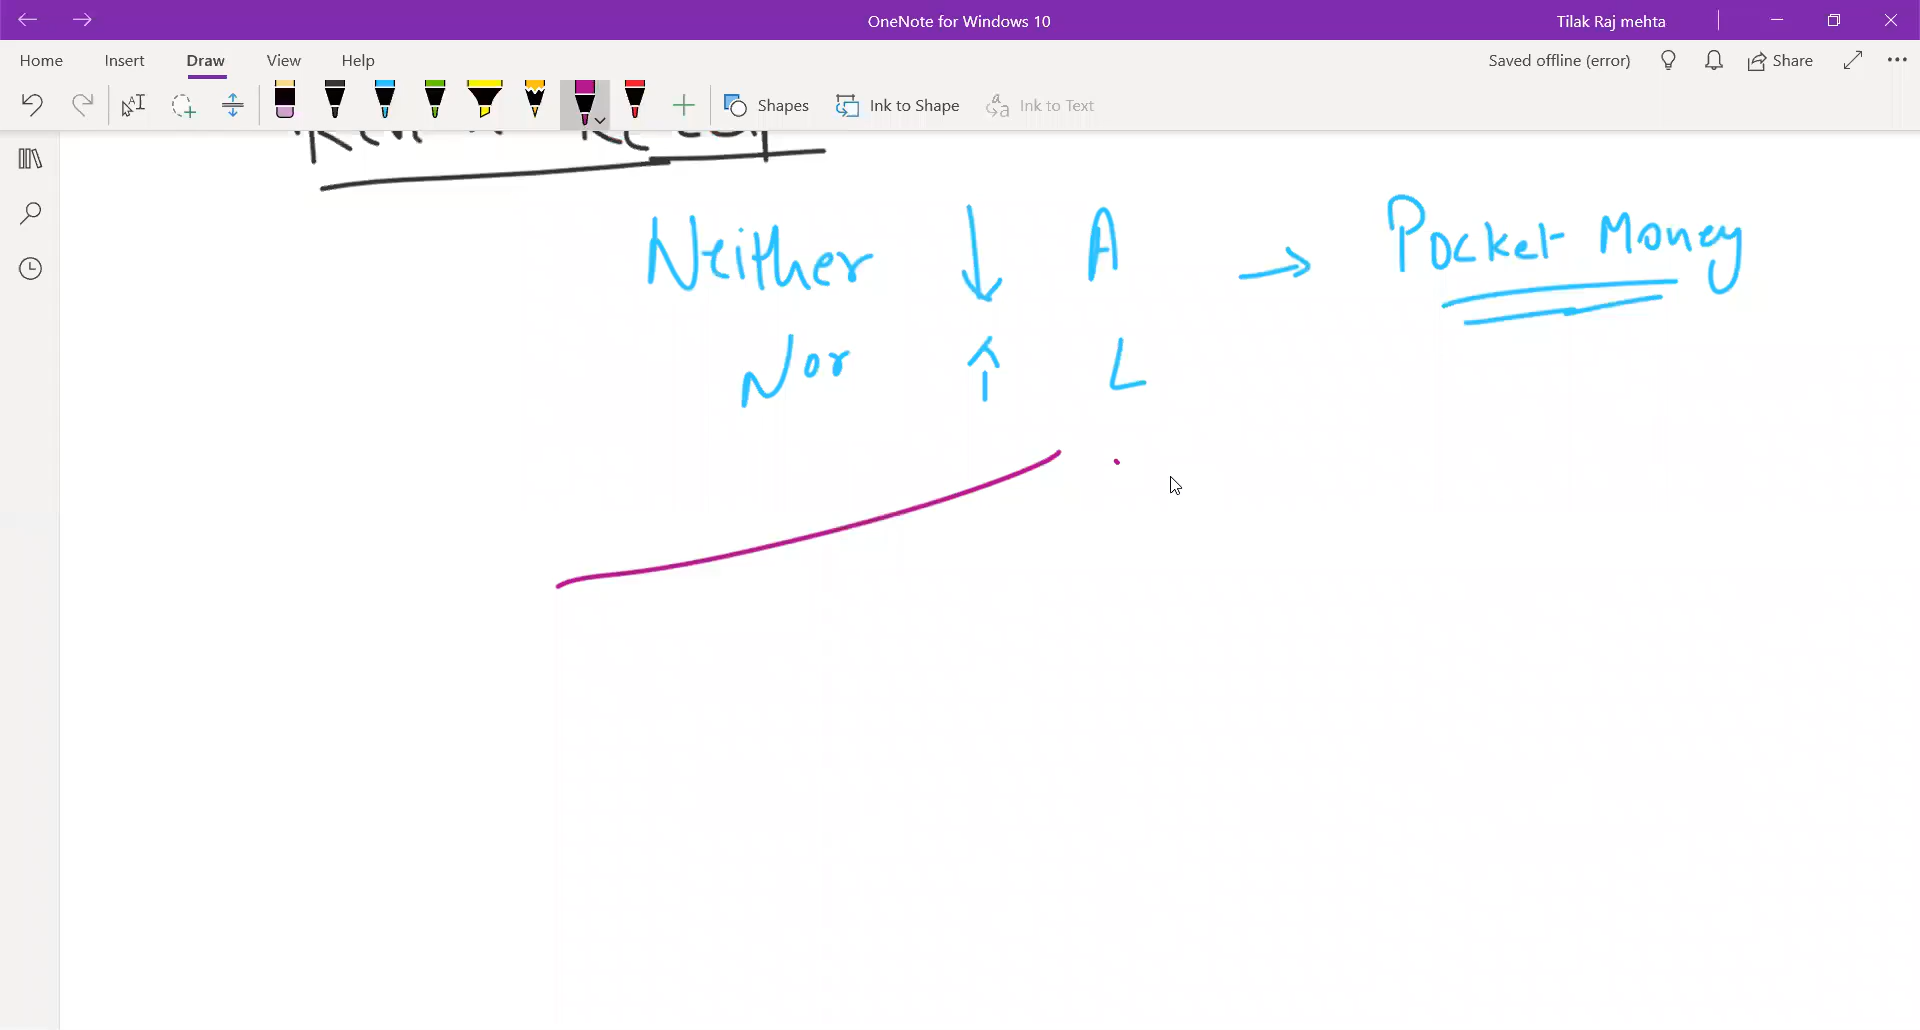 OneNote for Windows 10
Tilak Raj mehta
Home Insert Draw View Help
Saved offline (error) Share
Shapes Ink to Shape Ink to Text
Neither ↓ A → Pocket Money
Nor ↑ L